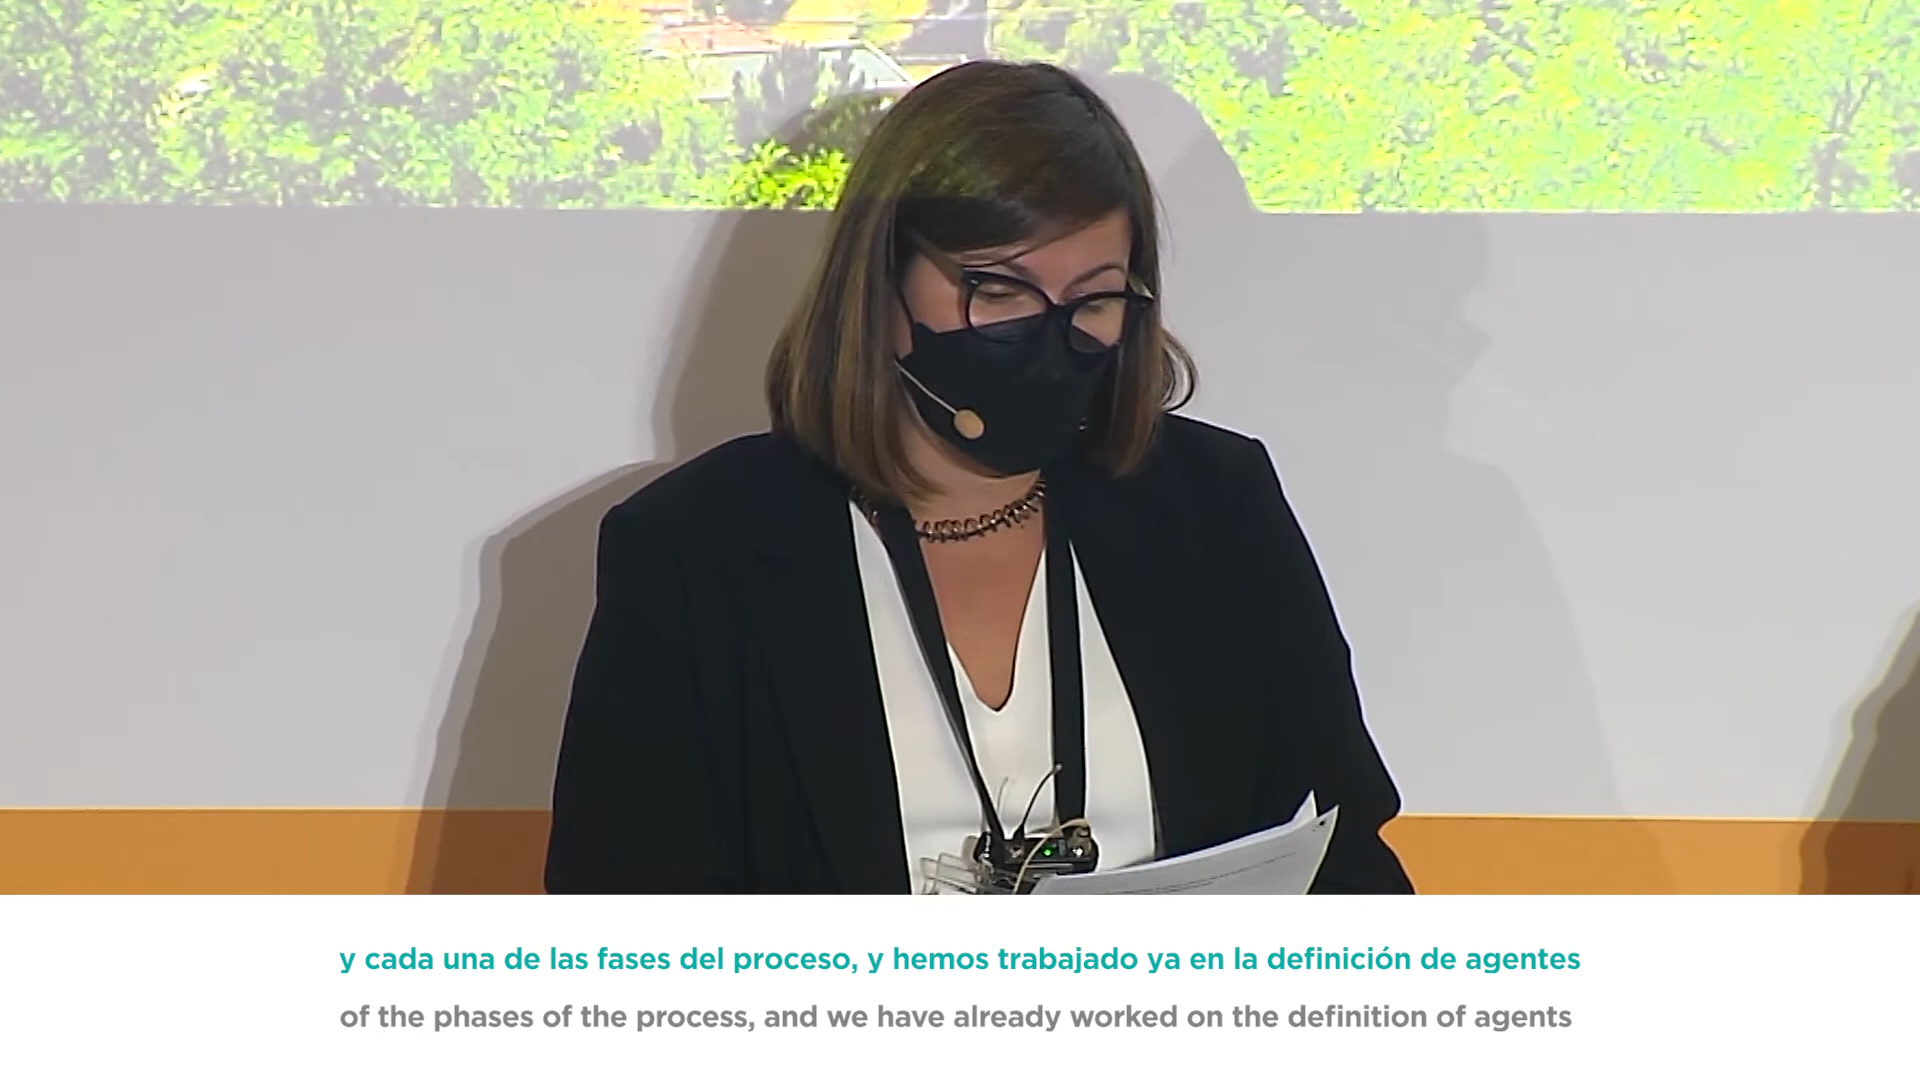 y cada una de las fases del proceso, y hemos trabajado ya en la definición de agentes
of the phases of the process, and we have already worked on the definition of agents